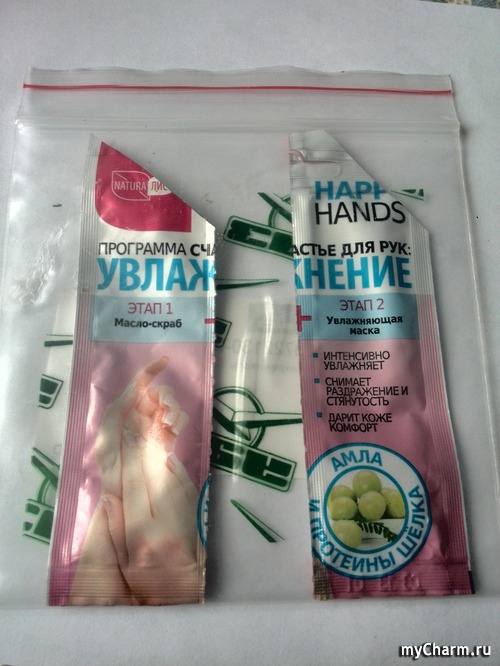 NATURA ЛИС
ПРОГРАММА СЧА
УВЛАЖ
ЭТАП 1
Масло-скраб
HAPP
HANDS
АСТЬЕ ДЛЯ РУК:
ЖНЕНИЕ
ЭТАП 2
Увлажняющая
маска
ИНТЕНСИВНО
УВЛАЖНЯЕТ
СНИМАЕТ
РАЗДРАЖЕНИЕ И
СТЯНУТОСТЬ
ДАРИТ КОЖЕ
КОМФОРТ
АМЛА
И ПРОТЕИНЫ ШЁЛКА
myCharm.ru